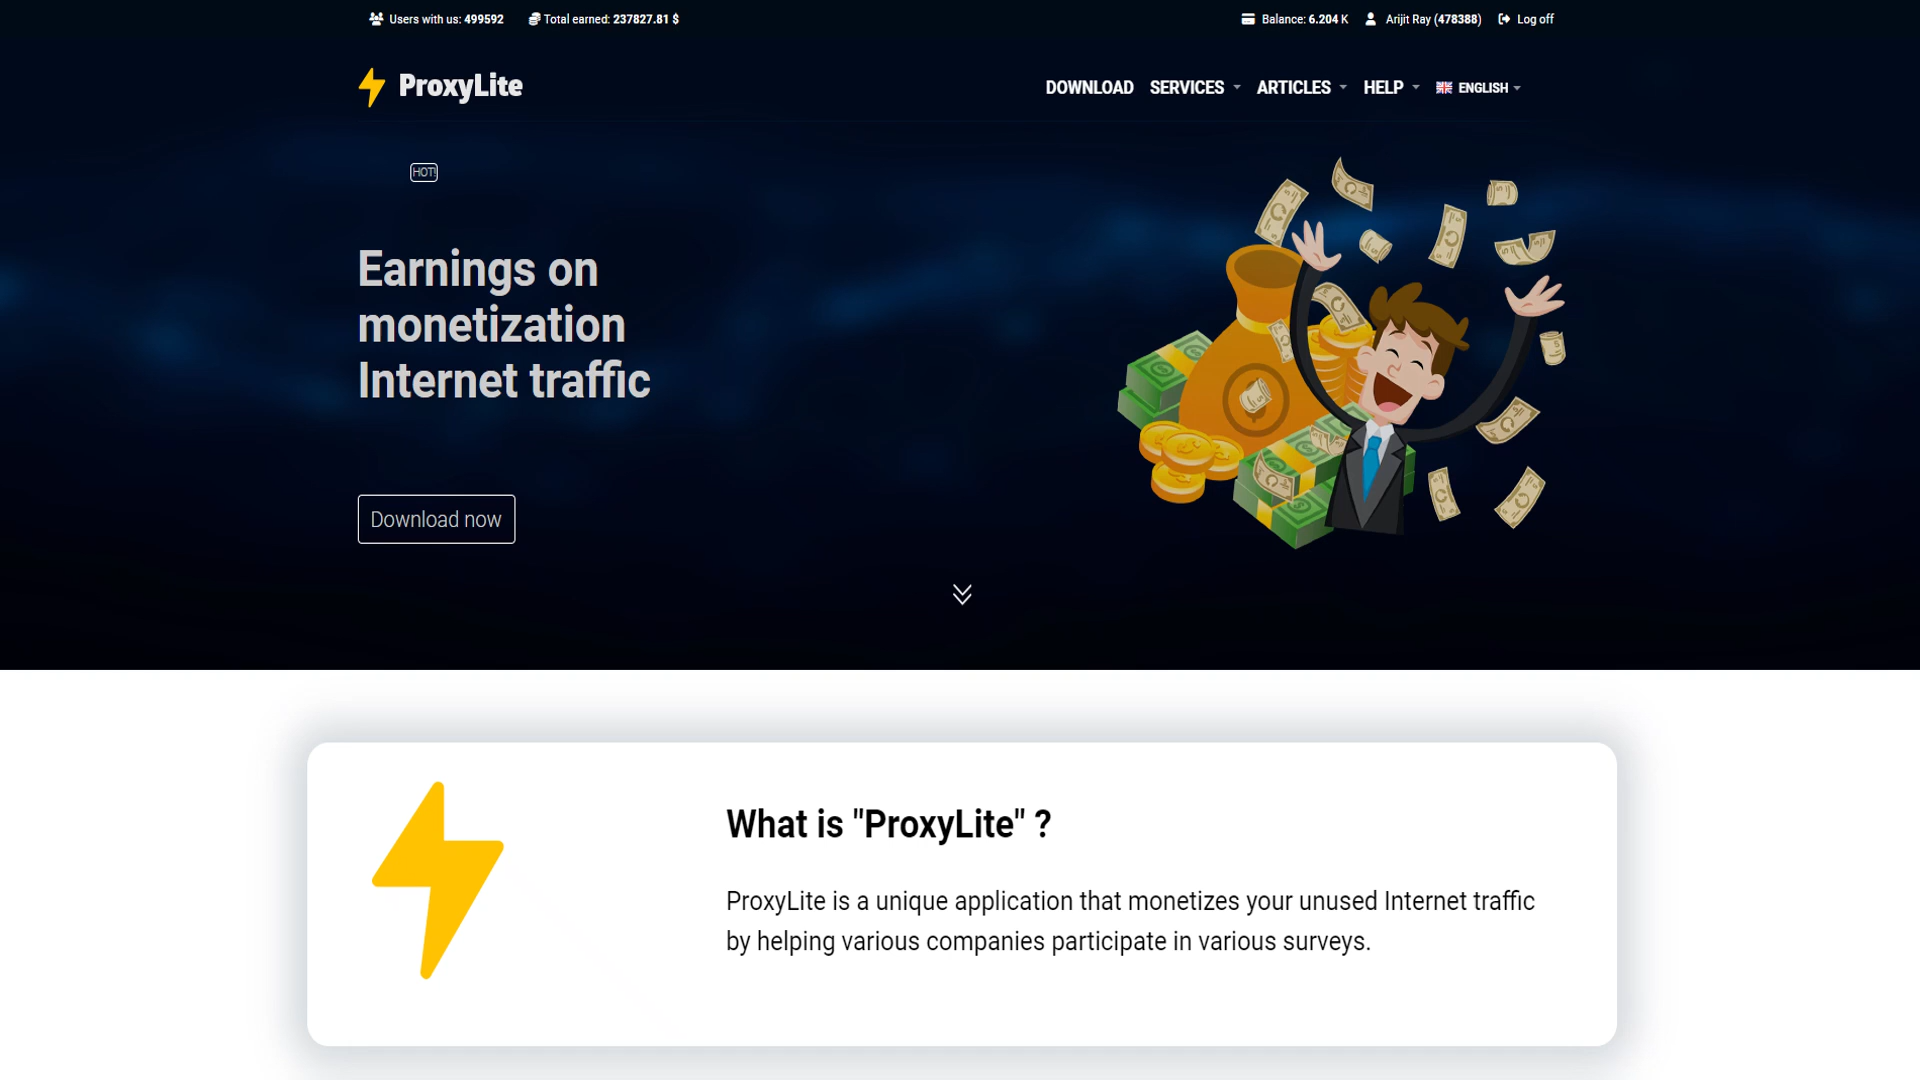 Users with us: 499592
Total earned: 237827.81 $
Balance: 6.204 K
Arijit Ray (478388)
Log off
ProxyLite
DOWNLOAD
SERVICES
ARTICLES
HELP
ENGLISH
HOT!
Earnings on
monetization
Internet traffic
Download now
What is "ProxyLite" ?
ProxyLite is a unique application that monetizes your unused Internet traffic
by helping various companies participate in various surveys.